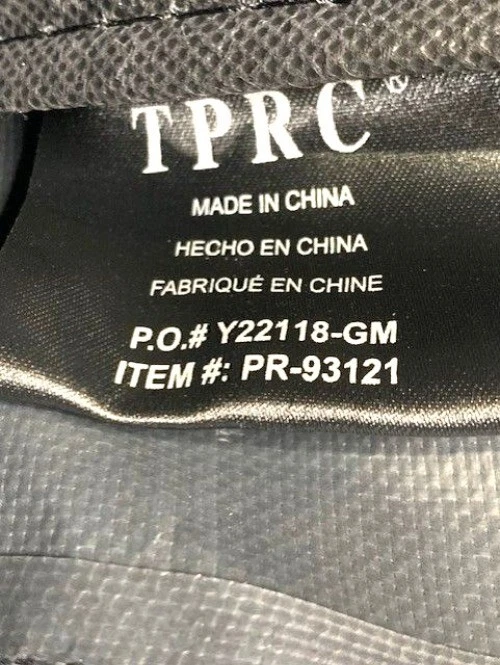 TPRC®
MADE IN CHINA
HECHO EN CHINA
FABRIQUÉ EN CHINE
P.O.# Y22118-GM
ITEM #: PR-93121